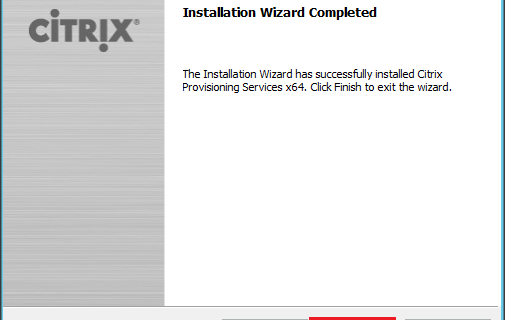 CITRIX®
Installation Wizard Completed
The Installation Wizard has successfully installed Citrix
Provisioning Services x64. Click Finish to exit the wizard.